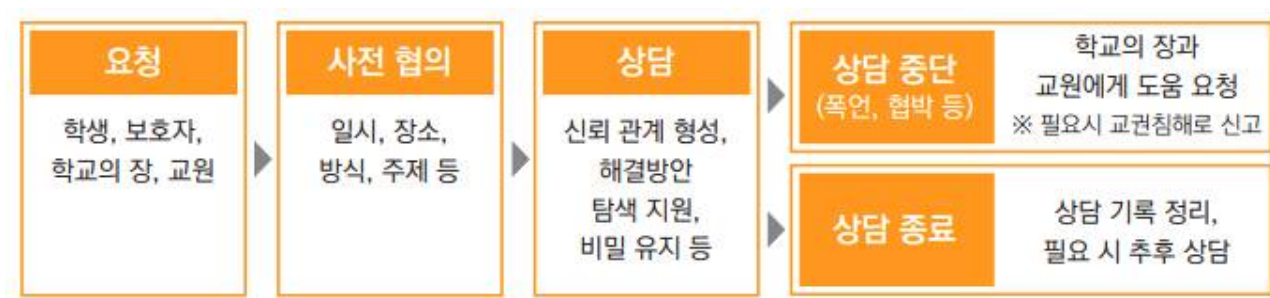 요청
학생, 보호자,
학교의 장, 교원
사전 협의
일시, 장소,
방식, 주제 등
상담
신뢰 관계 형성,
해결방안
탐색 지원,
비밀 유지 등
상담 중단
(폭언, 협박 등)
학교의 장과
교원에게 도움 요청
※ 필요시 교권침해로 신고
상담 종료
상담 기록 정리,
필요 시 추후 상담